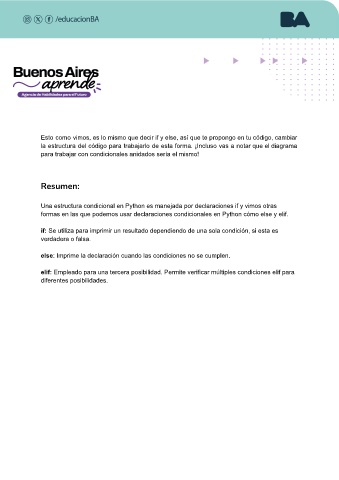 /educacionBA
BA
Buenos Aires
aprende
Agencia de Habilidades para el Futuro
Esto como vimos, es lo mismo que decir if y else, así que te propongo en tu código, cambiar
la estructura del código para trabajarlo de esta forma. ¡Incluso vas a notar que el diagrama
para trabajar con condicionales anidados sería el mismo!
Resumen:
Una estructura condicional en Python es manejada por declaraciones if y vimos otras
formas en las que podemos usar declaraciones condicionales en Python cómo else y elif.
if: Se utiliza para imprimir un resultado dependiendo de una sola condición, si esta es
verdadera o falsa.
else: Imprime la declaración cuando las condiciones no se cumplen.
elif: Empleado para una tercera posibilidad. Permite verificar múltiples condiciones elif para
diferentes posibilidades.